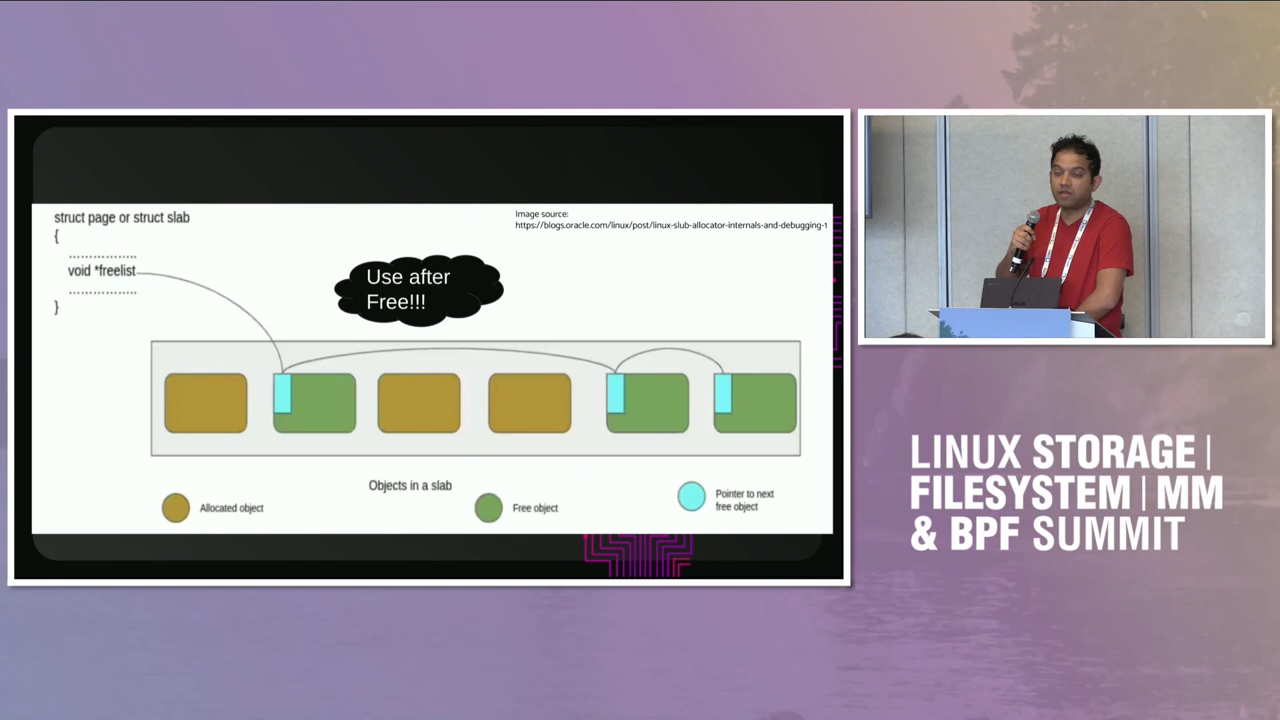 struct page or struct slab
{
..................
void *freelist
..................
}
Image source:
https://blogs.oracle.com/linux/post/linux-slub-allocator-internals-and-debugging-1
Use after
Free!!!
Objects in a slab
Allocated object
Free object
Pointer to next
free object
LINUX STORAGE |
FILESYSTEM | MM
& BPF SUMMIT